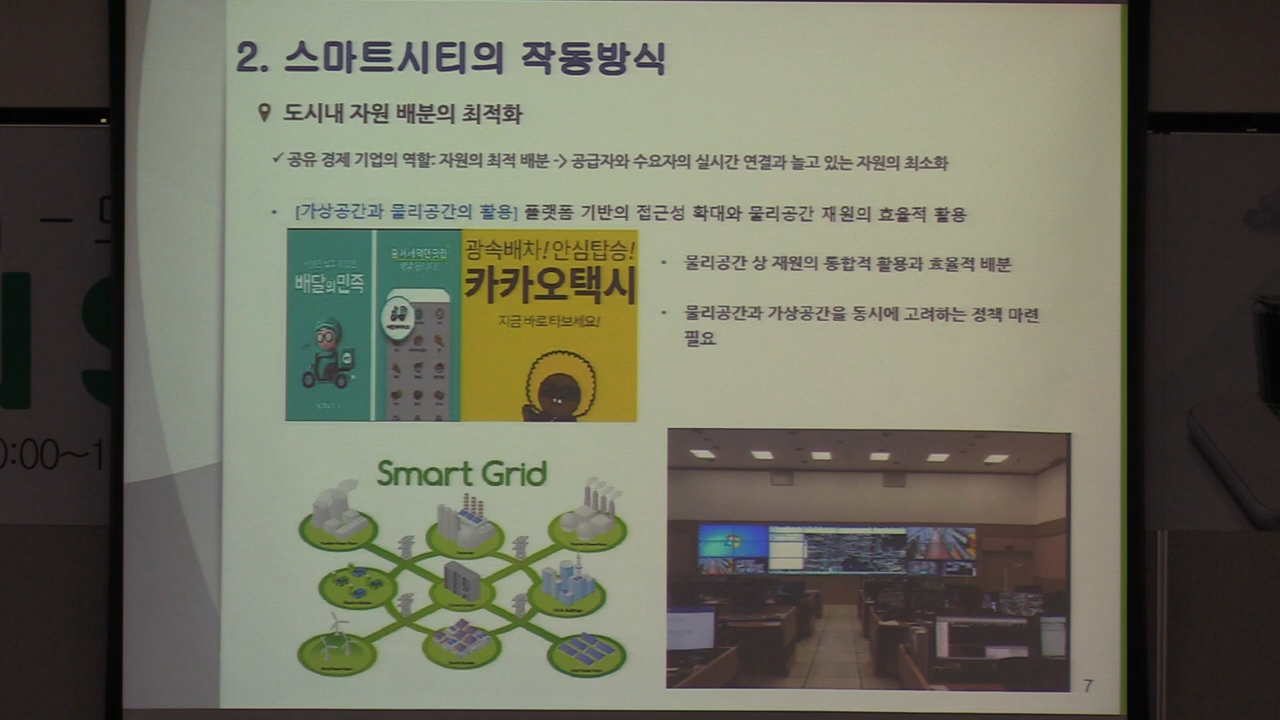 2. 스마트시티의 작동방식
도시내 자원 배분의 최적화
✓공유 경제 기업의 역할: 자원의 최적 배분 -> 공급자와 수요자의 실시간 연결과 놀고 있는 자원의 최소화
• [가상공간과 물리공간의 활용] 플랫폼 기반의 접근성 확대와 물리공간 재원의 효율적 활용
배달의민족
광속배차! 안심탑승!
카카오택시
지금 바로 타보세요!
• 물리공간 상 재원의 통합적 활용과 효율적 배분
• 물리공간과 가상공간을 동시에 고려하는 정책 마련
필요
Smart Grid
7
0:00~1